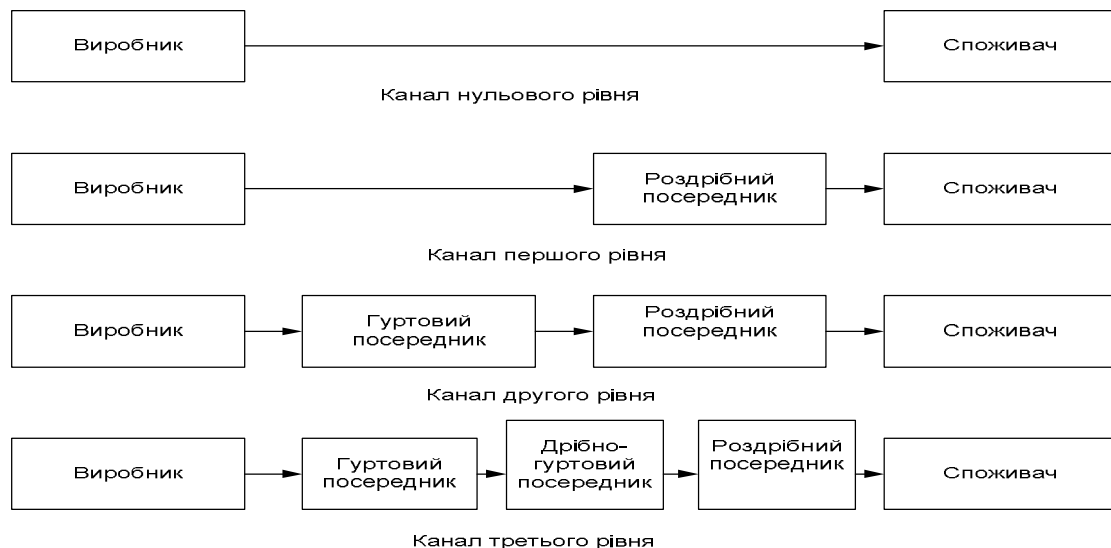 Виробник
Споживач
Канал нульового рівня
Виробник
Роздрібний
посередник
Споживач
Канал першого рівня
Виробник
Гуртовий
посередник
Роздрібний
посередник
Споживач
Канал другого рівня
Виробник
Гуртовий
посередник
Дрібно-
гуртовий
посередник
Роздрібний
посередник
Споживач
Канал третього рівня